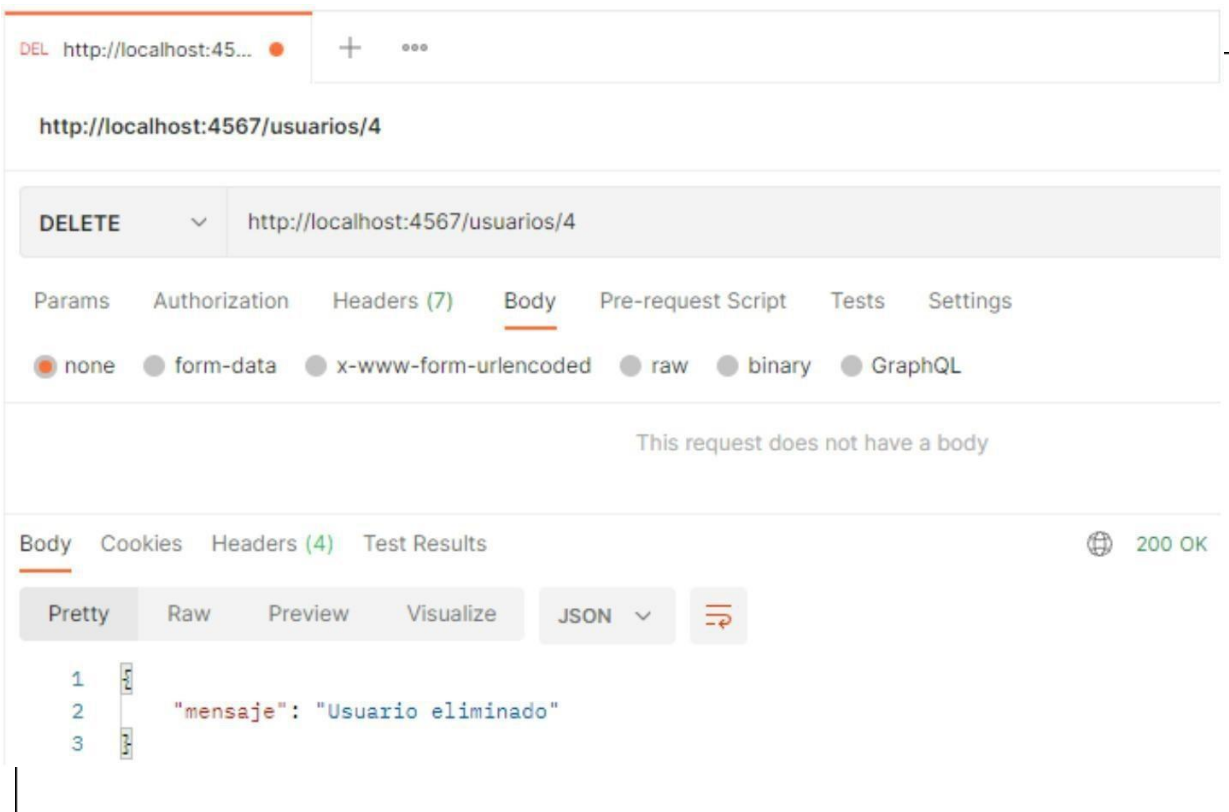 DEL http://localhost:45...
http://localhost:4567/usuarios/4
DELETE http://localhost:4567/usuarios/4
Params Authorization Headers (7) Body Pre-request Script Tests Settings
none form-data x-www-form-urlencoded raw binary GraphQL
This request does not have a body
Body Cookies Headers (4) Test Results 200 OK
Pretty Raw Preview Visualize JSON
1 {
2 "mensaje": "Usuario eliminado"
3 }